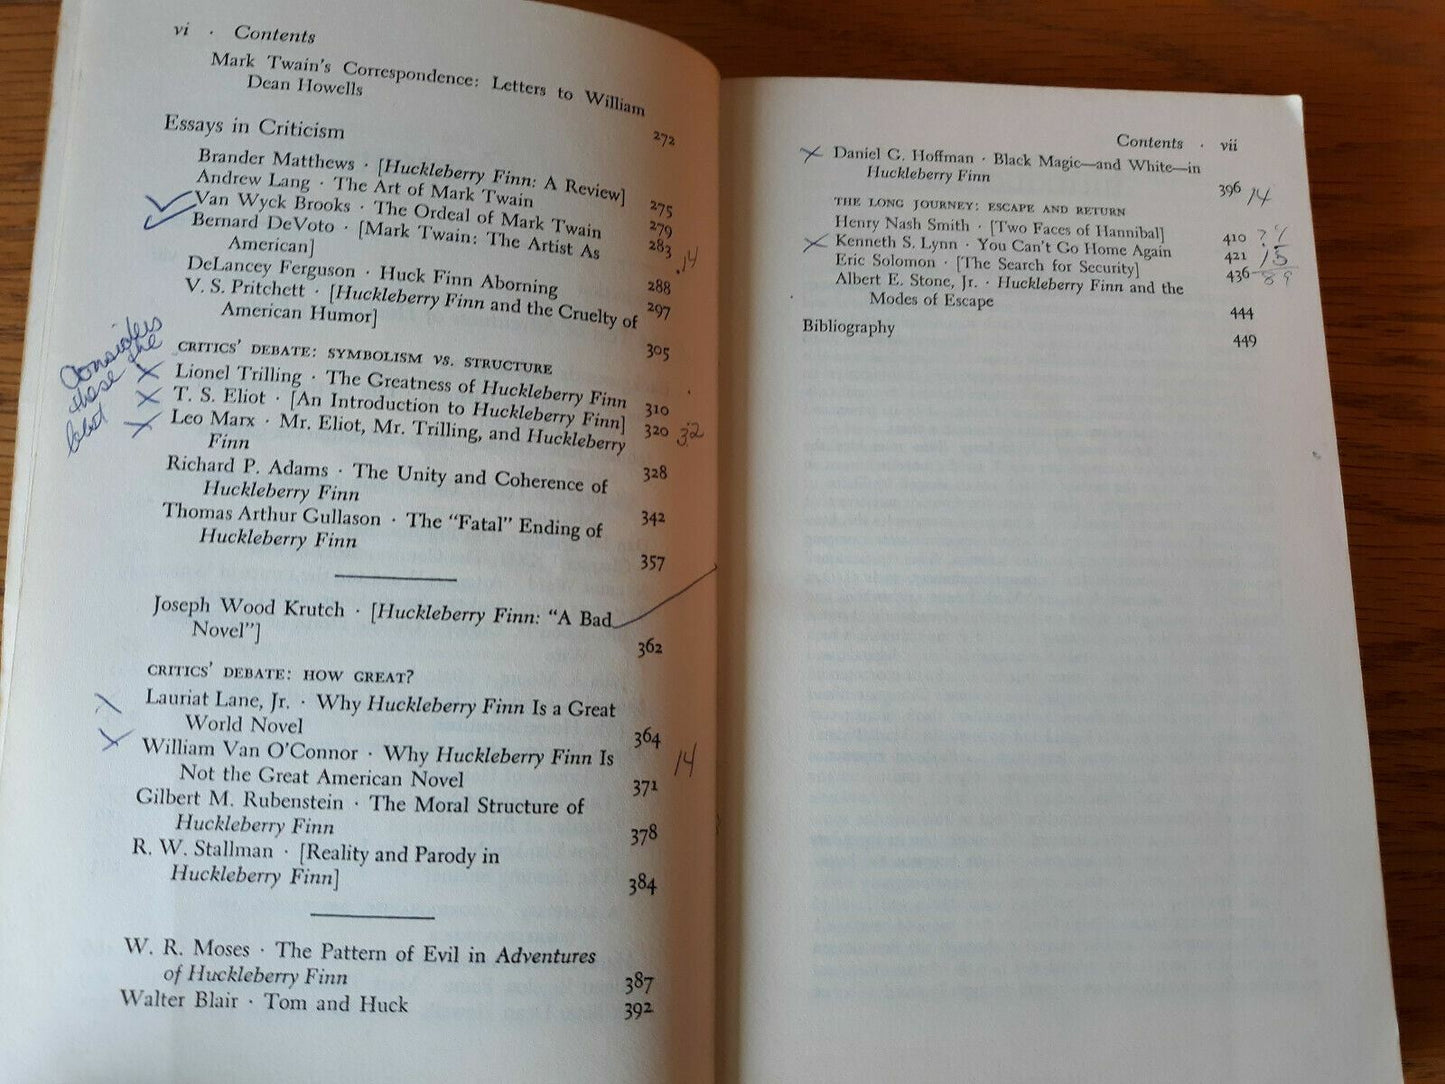 vi · Contents
Mark Twain's Correspondence: Letters to William
Dean Howells
272
Essays in Criticism
Brander Matthews · [Huckleberry Finn: A Review]
275
Andrew Lang · The Art of Mark Twain
279
Van Wyck Brooks · The Ordeal of Mark Twain
283
Bernard DeVoto · [Mark Twain: The Artist As
American]
288
14
DeLancey Ferguson · Huck Finn Aborning
297
V. S. Pritchett · [Huckleberry Finn and the Cruelty of
American Humor]
305
Considers
these the
best
CRITICS' DEBATE: SYMBOLISM VS. STRUCTURE
Lionel Trilling · The Greatness of Huckleberry Finn
310
T. S. Eliot · [An Introduction to Huckleberry Finn]
320
32
Leo Marx · Mr. Eliot, Mr. Trilling, and Huckleberry
Finn
328
Richard P. Adams · The Unity and Coherence of
Huckleberry Finn
342
Thomas Arthur Gullason · The "Fatal" Ending of
Huckleberry Finn
357
Joseph Wood Krutch · [Huckleberry Finn: "A Bad
Novel"]
362
CRITICS' DEBATE: HOW GREAT?
Lauriat Lane, Jr. · Why Huckleberry Finn Is a Great
World Novel
364
William Van O'Connor · Why Huckleberry Finn Is
Not the Great American Novel
371
14
Gilbert M. Rubenstein · The Moral Structure of
Huckleberry Finn
378
R. W. Stallman · [Reality and Parody in
Huckleberry Finn]
384
W. R. Moses · The Pattern of Evil in Adventures
of Huckleberry Finn
387
Walter Blair · Tom and Huck
392
Contents · vii
Daniel G. Hoffman · Black Magic—and White—in
Huckleberry Finn
396 14
THE LONG JOURNEY: ESCAPE AND RETURN
Henry Nash Smith · [Two Faces of Hannibal]
410
Kenneth S. Lynn · You Can't Go Home Again
421 15
Eric Solomon · [The Search for Security]
436 89
Albert E. Stone, Jr. · Huckleberry Finn and the
Modes of Escape
444
Bibliography
449